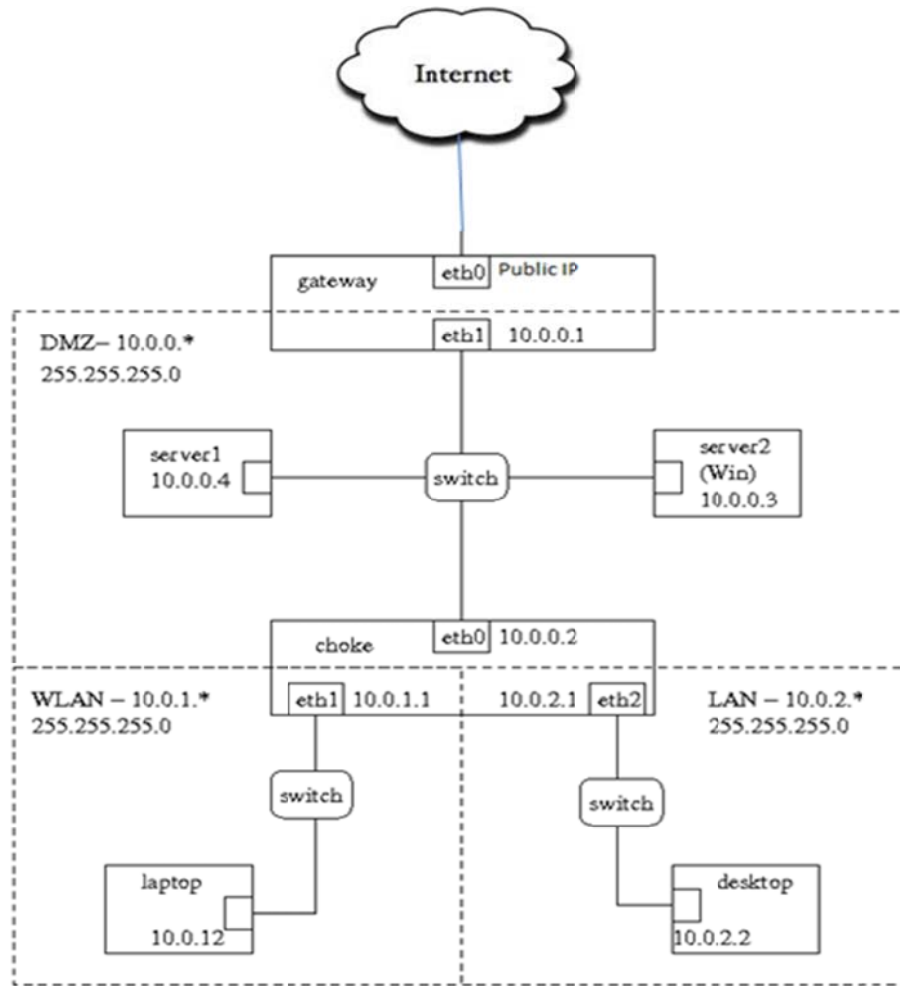 Internet
gateway
eth0
Public IP
eth1
10.0.0.1
DMZ– 10.0.0.*
255.255.255.0
server1
10.0.0.4
switch
server2
(Win)
10.0.0.3
choke
eth0
10.0.0.2
WLAN – 10.0.1.*
255.255.255.0
eth1
10.0.1.1
10.0.2.1
eth2
LAN – 10.0.2.*
255.255.255.0
switch
switch
laptop
10.0.12
desktop
10.0.2.2